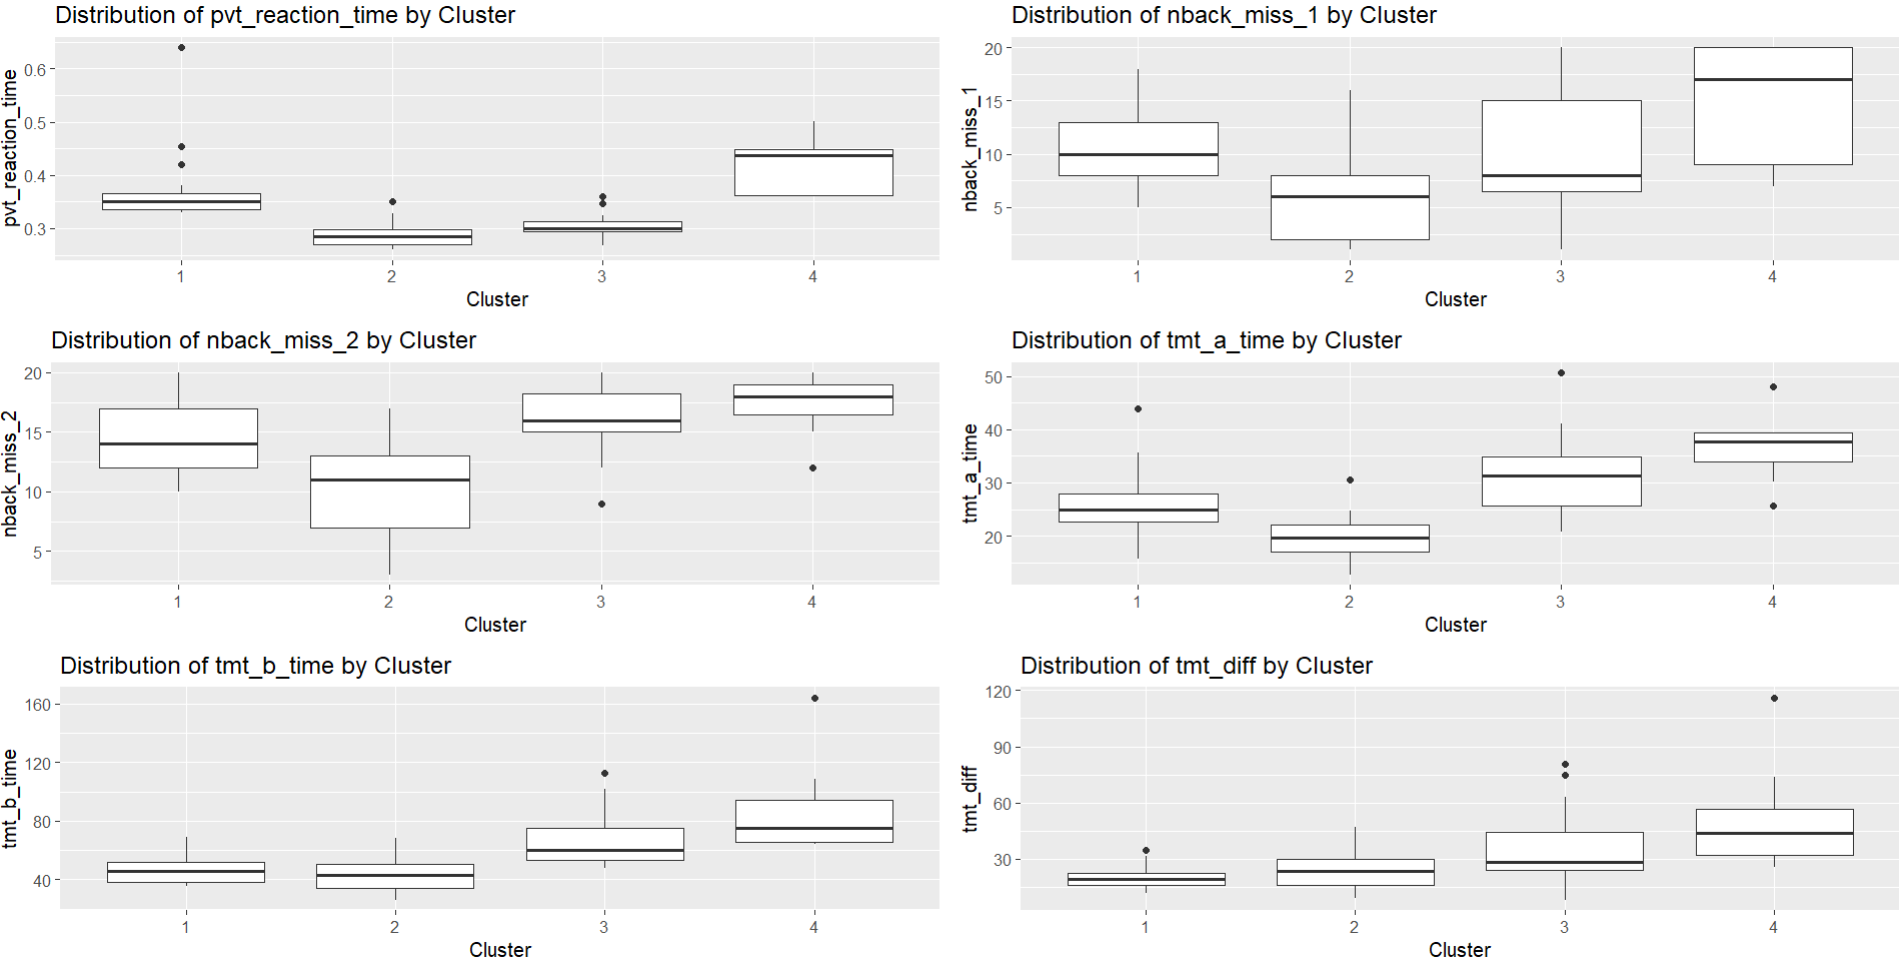 Distribution of pvt_reaction_time by Cluster
pvt_reaction_time
0.6
0.5
0.4
0.3
1 2 3 4
Cluster
Distribution of nback_miss_1 by Cluster
nback_miss_1
20
15
10
5
1 2 3 4
Cluster
Distribution of nback_miss_2 by Cluster
nback_miss_2
20
15
10
5
1 2 3 4
Cluster
Distribution of tmt_a_time by Cluster
tmt_a_time
50
40
30
20
1 2 3 4
Cluster
Distribution of tmt_b_time by Cluster
tmt_b_time
160
120
80
40
1 2 3 4
Cluster
Distribution of tmt_diff by Cluster
tmt_diff
120
90
60
30
1 2 3 4
Cluster